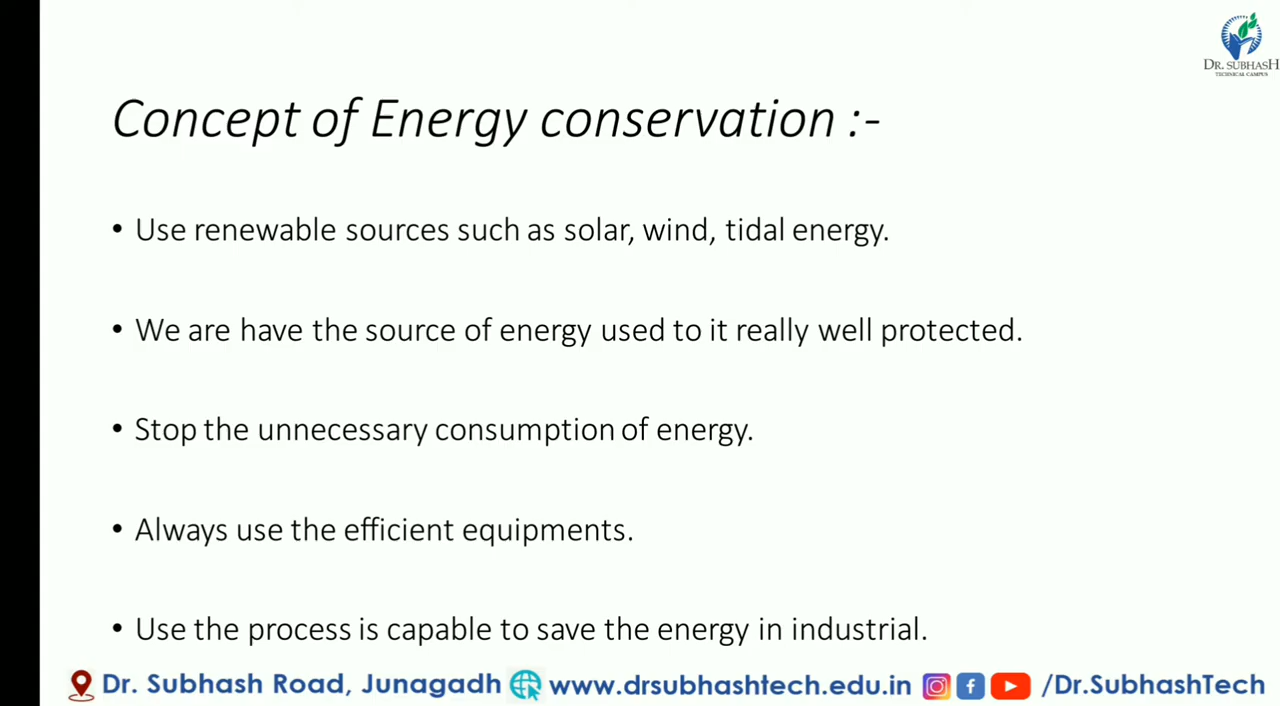 DR. SUBHASH
TECHNICAL CAMPUS
Concept of Energy conservation :-
• Use renewable sources such as solar, wind, tidal energy.
• We are have the source of energy used to it really well protected.
• Stop the unnecessary consumption of energy.
• Always use the efficient equipments.
• Use the process is capable to save the energy in industrial.
Dr. Subhash Road, Junagadh www.drsubhashtech.edu.in /Dr.SubhashTech